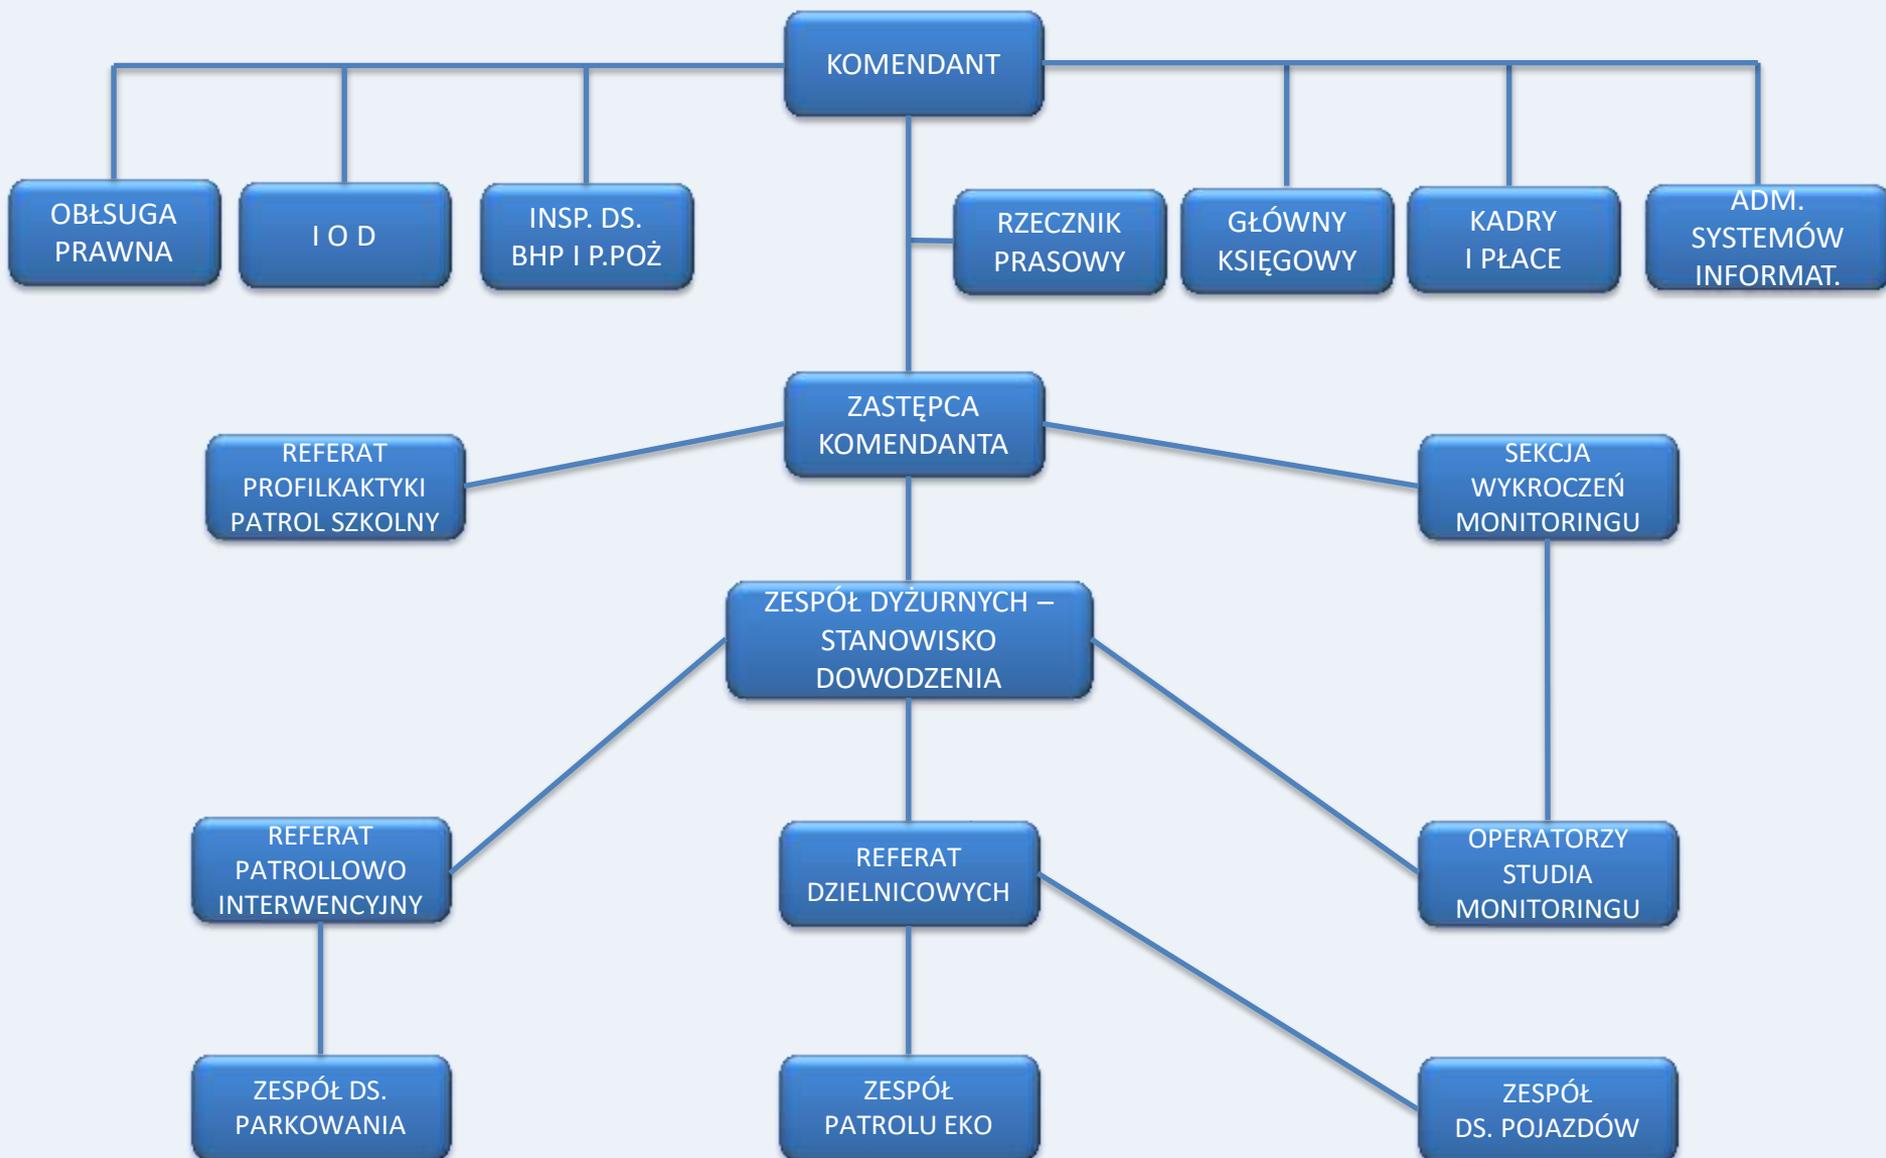 KOMENDANT
OBŁSUGA
PRAWNA
I O D
INSP. DS.
BHP I P.POŻ
RZECZNIK
PRASOWY
GŁÓWNY
KSIĘGOWY
KADRY
I PŁACE
ADM.
SYSTEMÓW
INFORMAT.
ZASTĘPCA
KOMENDANTA
REFERAT
PROFILKAKTYKI
PATROL SZKOLNY
SEKCJA
WYKROCZEŃ
MONITORINGU
ZESPÓŁ DYŻURNYCH –
STANOWISKO
DOWODZENIA
REFERAT
PATROLLOWO
INTERWENCYJNY
REFERAT
DZIELNICOWYCH
OPERATORZY
STUDIA
MONITORINGU
ZESPÓŁ DS.
PARKOWANIA
ZESPÓŁ
PATROLU EKO
ZESPÓŁ
DS. POJAZDÓW